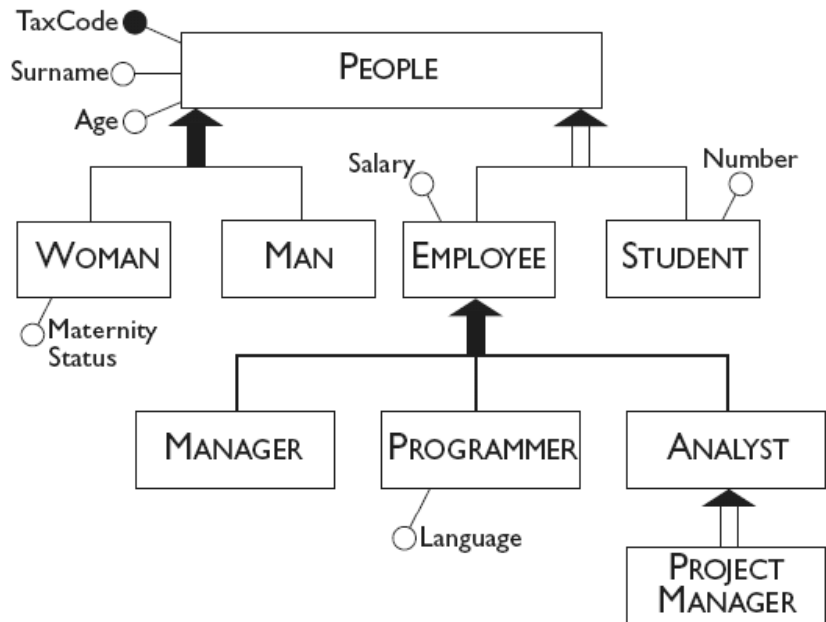 TaxCode
PEOPLE
Surname
Age
Salary
Number
WOMAN
MAN
EMPLOYEE
STUDENT
Maternity
Status
MANAGER
PROGRAMMER
ANALYST
Language
PROJECT
MANAGER